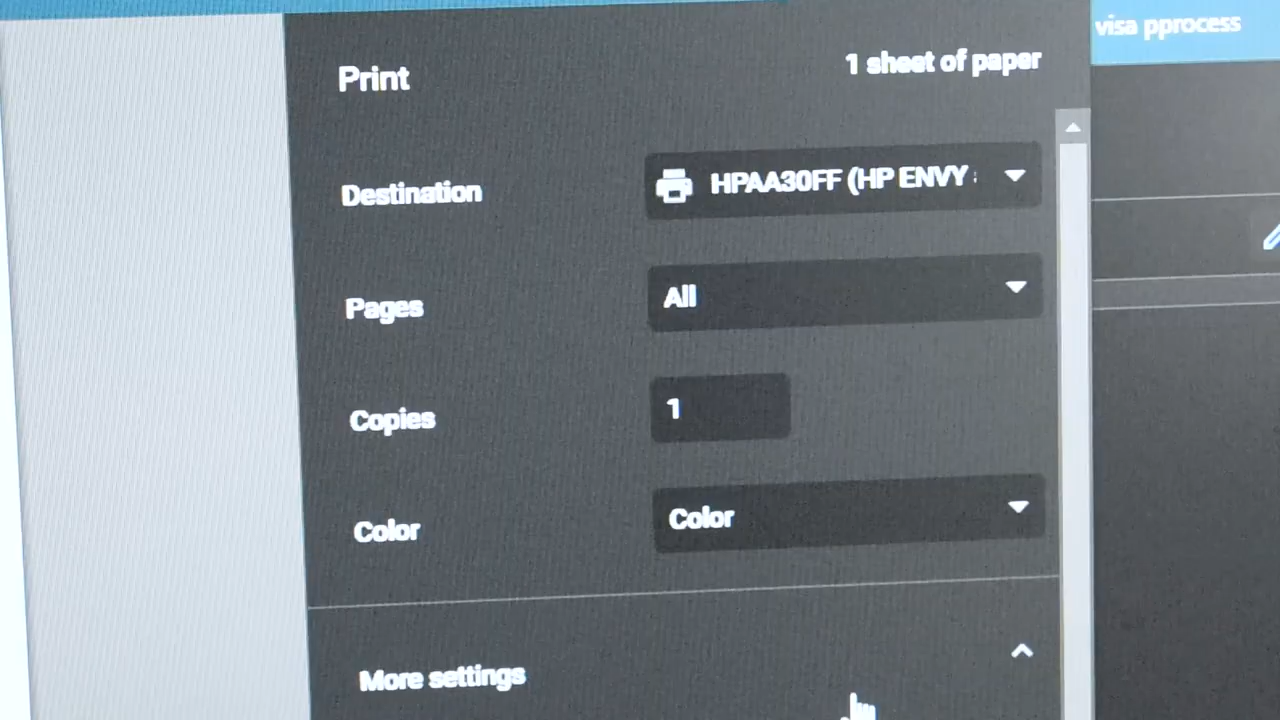 visa pprocess
Print
1 sheet of paper
Destination
HPAA30FF (HP ENVY
Pages
All
Copies
1
Color
Color
More settings